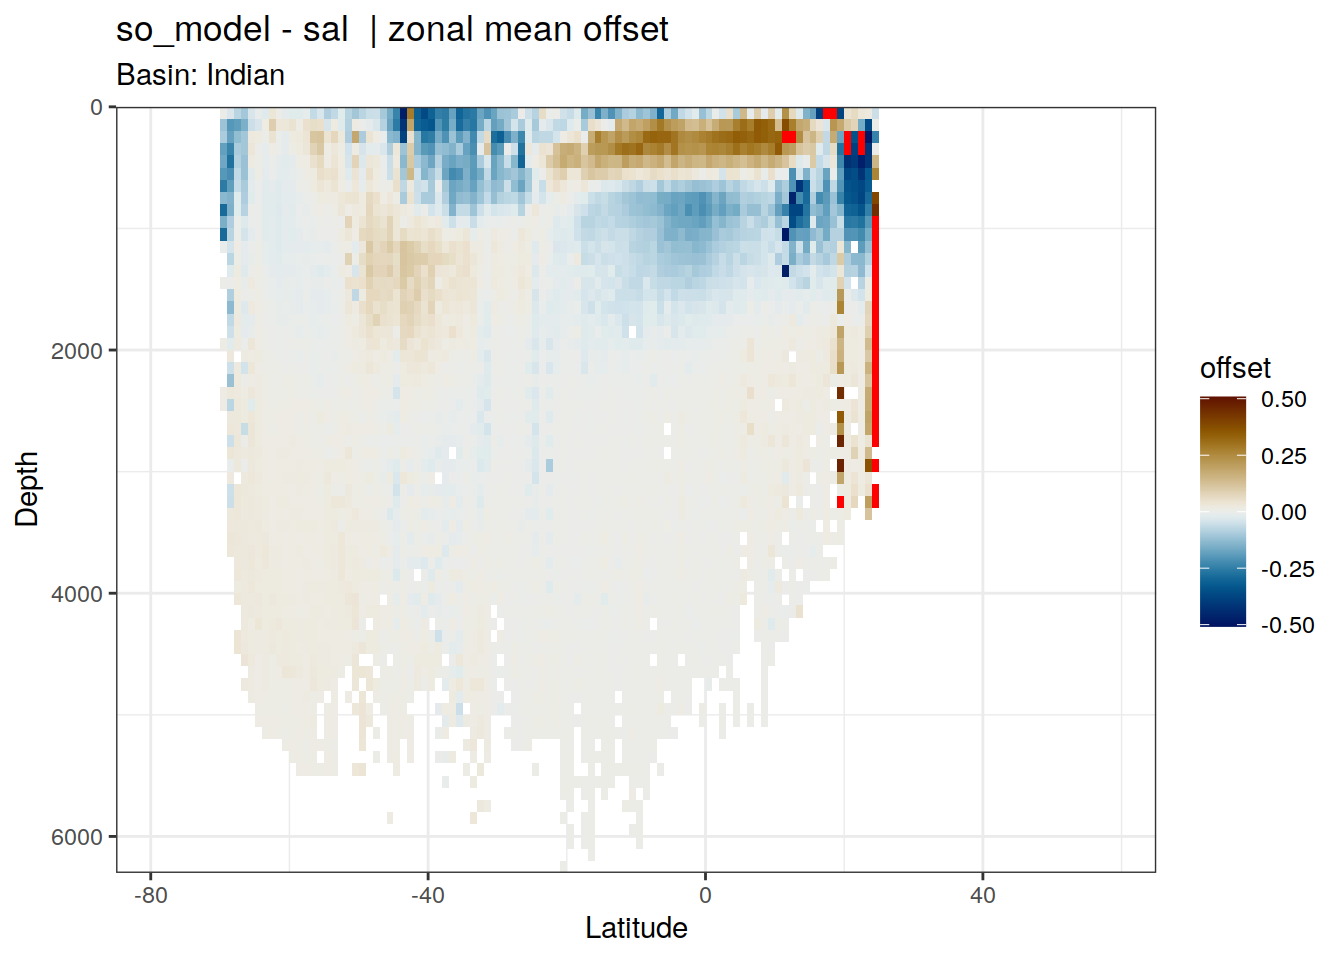 so_model - sal  | zonal mean offset
Basin: Indian
0
2000
4000
6000
Depth
-80
-40
0
40
Latitude
offset
0.50
0.25
0.00
-0.25
-0.50